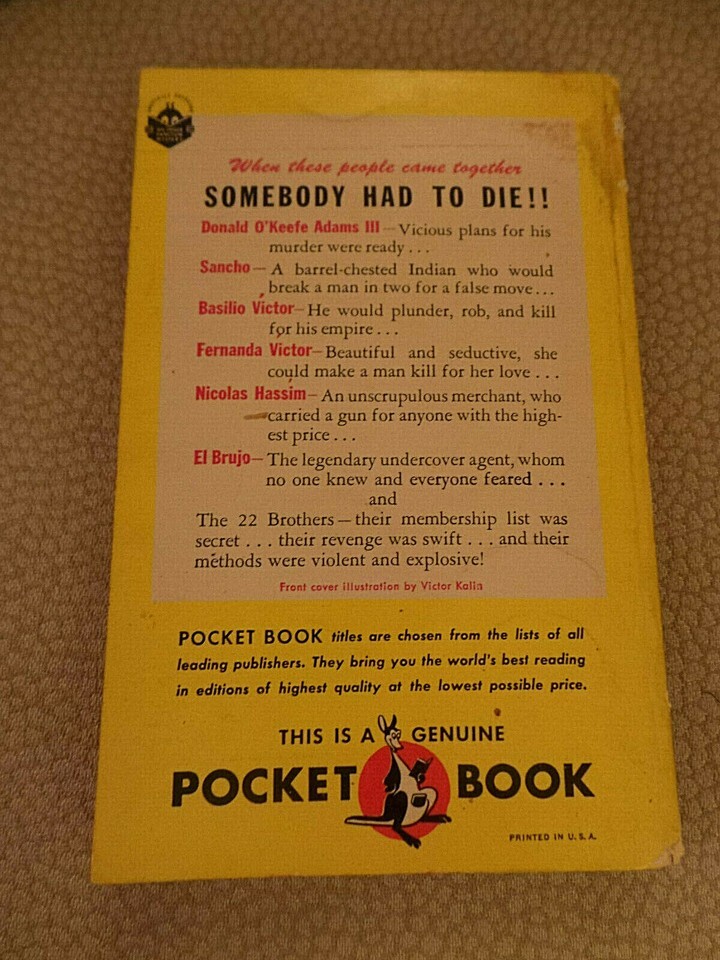 When these people came together
SOMEBODY HAD TO DIE!!
Donald O'Keefe Adams III — Vicious plans for his
murder were ready . . .
Sancho — A barrel-chested Indian who would
break a man in two for a false move . . .
Basilio Victor — He would plunder, rob, and kill
for his empire . . .
Fernanda Victor — Beautiful and seductive, she
could make a man kill for her love . . .
Nicolas Hassim — An unscrupulous merchant, who
carried a gun for anyone with the high-
est price . . .
El Brujo — The legendary undercover agent, whom
no one knew and everyone feared . . .
and
The 22 Brothers — their membership list was
secret . . . their revenge was swift . . . and their
methods were violent and explosive!
Front cover illustration by Victor Kalin
POCKET BOOK titles are chosen from the lists of all
leading publishers. They bring you the world's best reading
in editions of highest quality at the lowest possible price.
THIS IS A GENUINE
POCKET BOOK
PRINTED IN U. S. A.